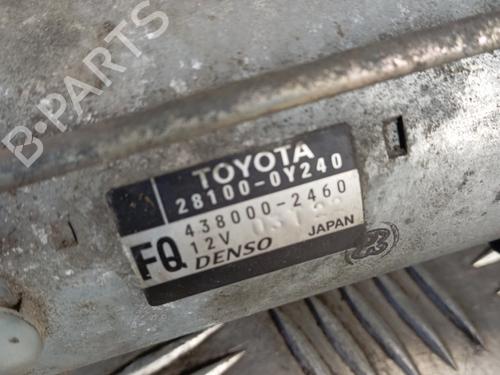 B-PARTS
TOYOTA
28100-0Y240
438000-2460
12V
FQ DENSO JAPAN